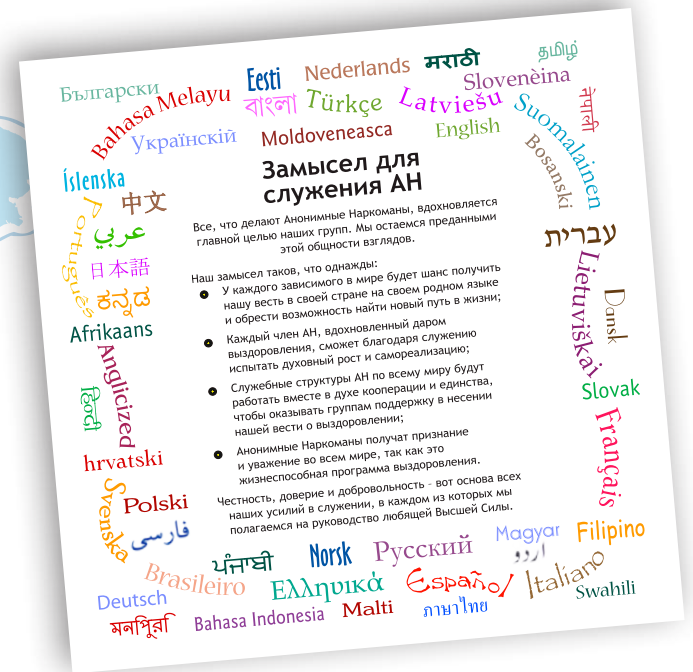 Български
Bahasa Melayu
Eesti
Nederlands
मराठी
தமிழ்
বাংলা
Türkçe
Latviešu
Slovenèina
Suomalainen
नेपाली
Українскій
Moldoveneasca
English
Bosanski
Замысел для
служения АН
Íslenska
中文
Português
عربي
日本語
ಕನ್ನಡ
Afrikaans
Anglicized
हिन्दी
hrvatski
Svenska
Polski
فارسی
Все, что делают Анонимные Наркоманы, вдохновляется
главной целью наших групп. Мы остаемся преданными
этой общности взглядов.
Наш замысел таков, что однажды:
У каждого зависимого в мире будет шанс получить
нашу весть в своей стране на своем родном языке
и обрести возможность найти новый путь в жизни;
Каждый член АН, вдохновленный даром
выздоровления, сможет благодаря служению
испытать духовный рост и самореализацию;
Служебные структуры АН по всему миру будут
работать вместе в духе кооперации и единства,
чтобы оказывать группам поддержку в несении
нашей вести о выздоровлении;
Анонимные Наркоманы получат признание
и уважение во всем мире, так как это
жизнеспособная программа выздоровления.
Честность, доверие и добровольность – вот основа всех
наших усилий в служении, в каждом из которых мы
полагаемся на руководство любящей Высшей Силы.
עברית
Lietuviškai
Dansk
Slovak
Français
ਪੰਜਾਬੀ
Norsk
Русский
Magyar
اردو
Filipino
Brasileiro
Ελληνικά
Español
Italiano
Swahili
Deutsch
মনপুিরি
Bahasa Indonesia
Malti
ภาษาไทย